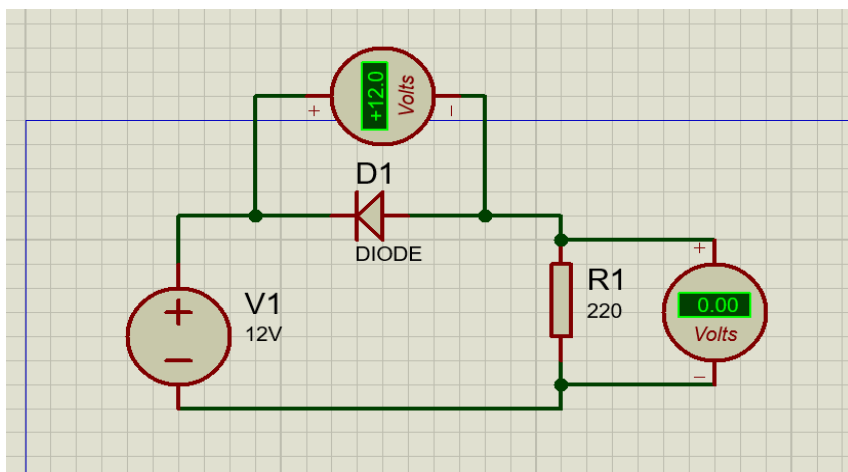 +12.0
Volts
+
-
D1
DIODE
+
-
V1
12V
R1
220
+
0.00
Volts
-